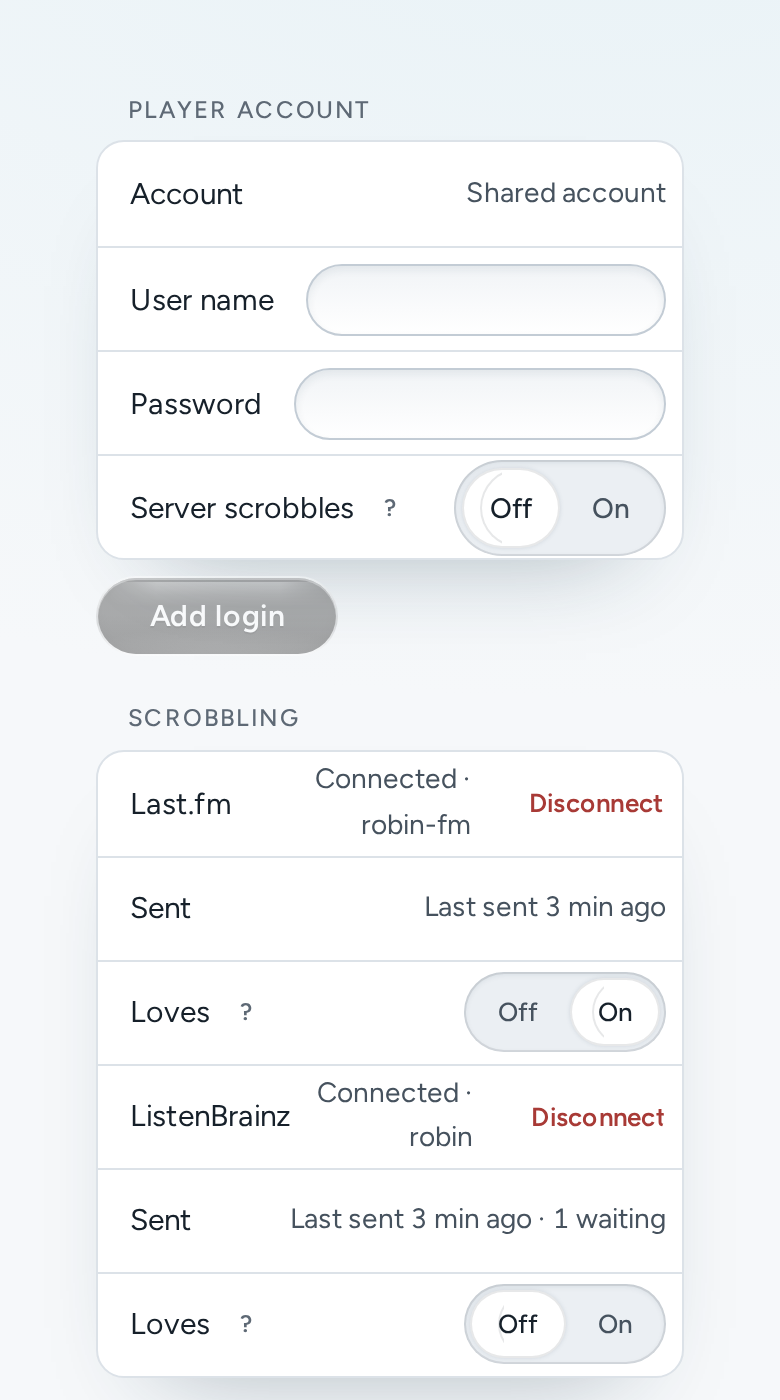 PLAYER ACCOUNT
Account Shared account
User name
Password
Server scrobbles ? Off On
Add login
SCROBBLING
Last.fm Connected · robin-fm Disconnect
Sent Last sent 3 min ago
Loves ? Off On
ListenBrainz Connected · robin Disconnect
Sent Last sent 3 min ago · 1 waiting
Loves ? Off On